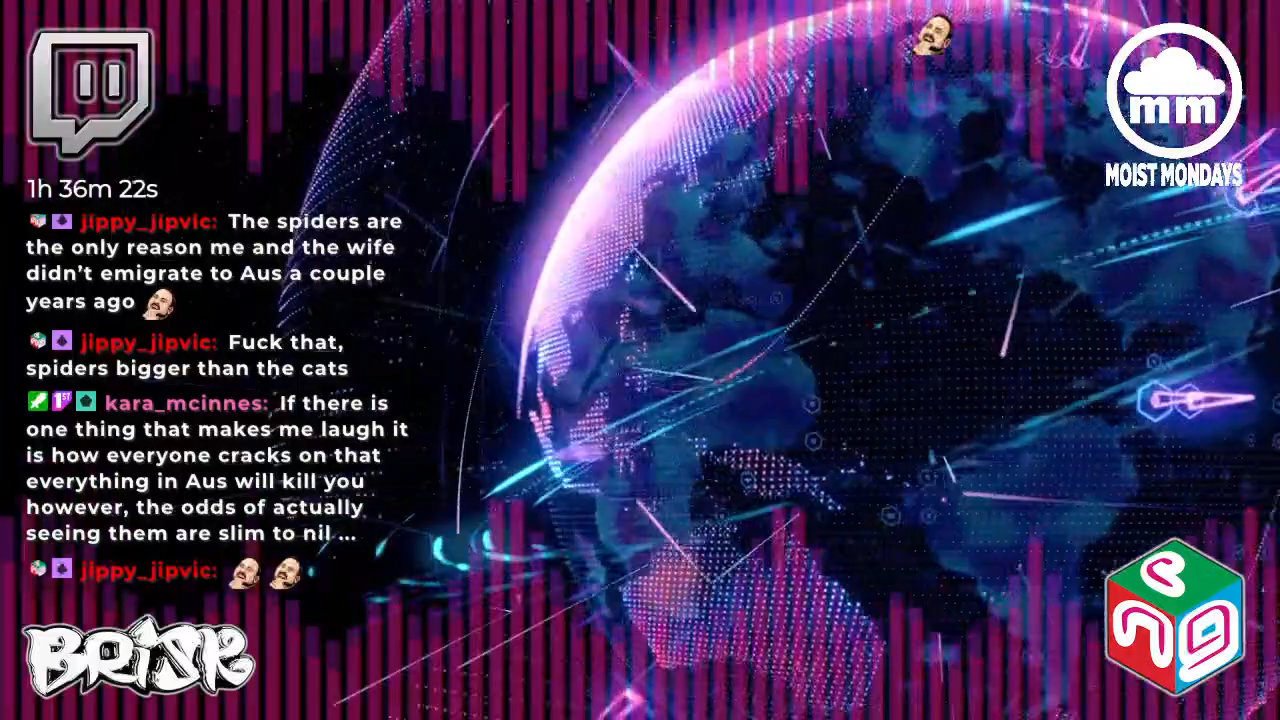 1h 36m 22s
jippy_jipvic: The spiders are
the only reason me and the wife
didn’t emigrate to Aus a couple
years ago
jippy_jipvic: Fuck that,
spiders bigger than the cats
1ST kara_mcinnes: If there is
one thing that makes me laugh it
is how everyone cracks on that
everything in Aus will kill you
however, the odds of actually
seeing them are slim to nil ...
jippy_jipvic:
BRISK
mm
MOIST MONDAYS
e
n g